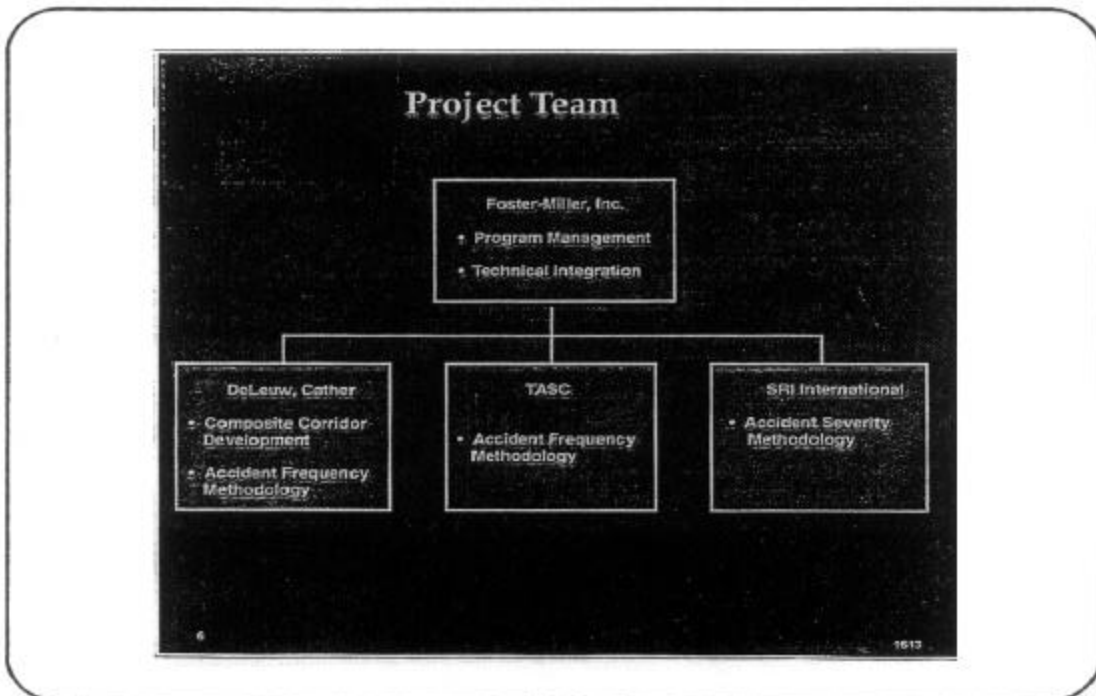 Project Team
Foster-Miller, Inc.
• Program Management
• Technical Integration
DeLeuw, Cather
• Composite Corridor
Development
• Accident Frequency
Methodology
TASC
• Accident Frequency
Methodology
SRI International
• Accident Severity
Methodology
6
1613